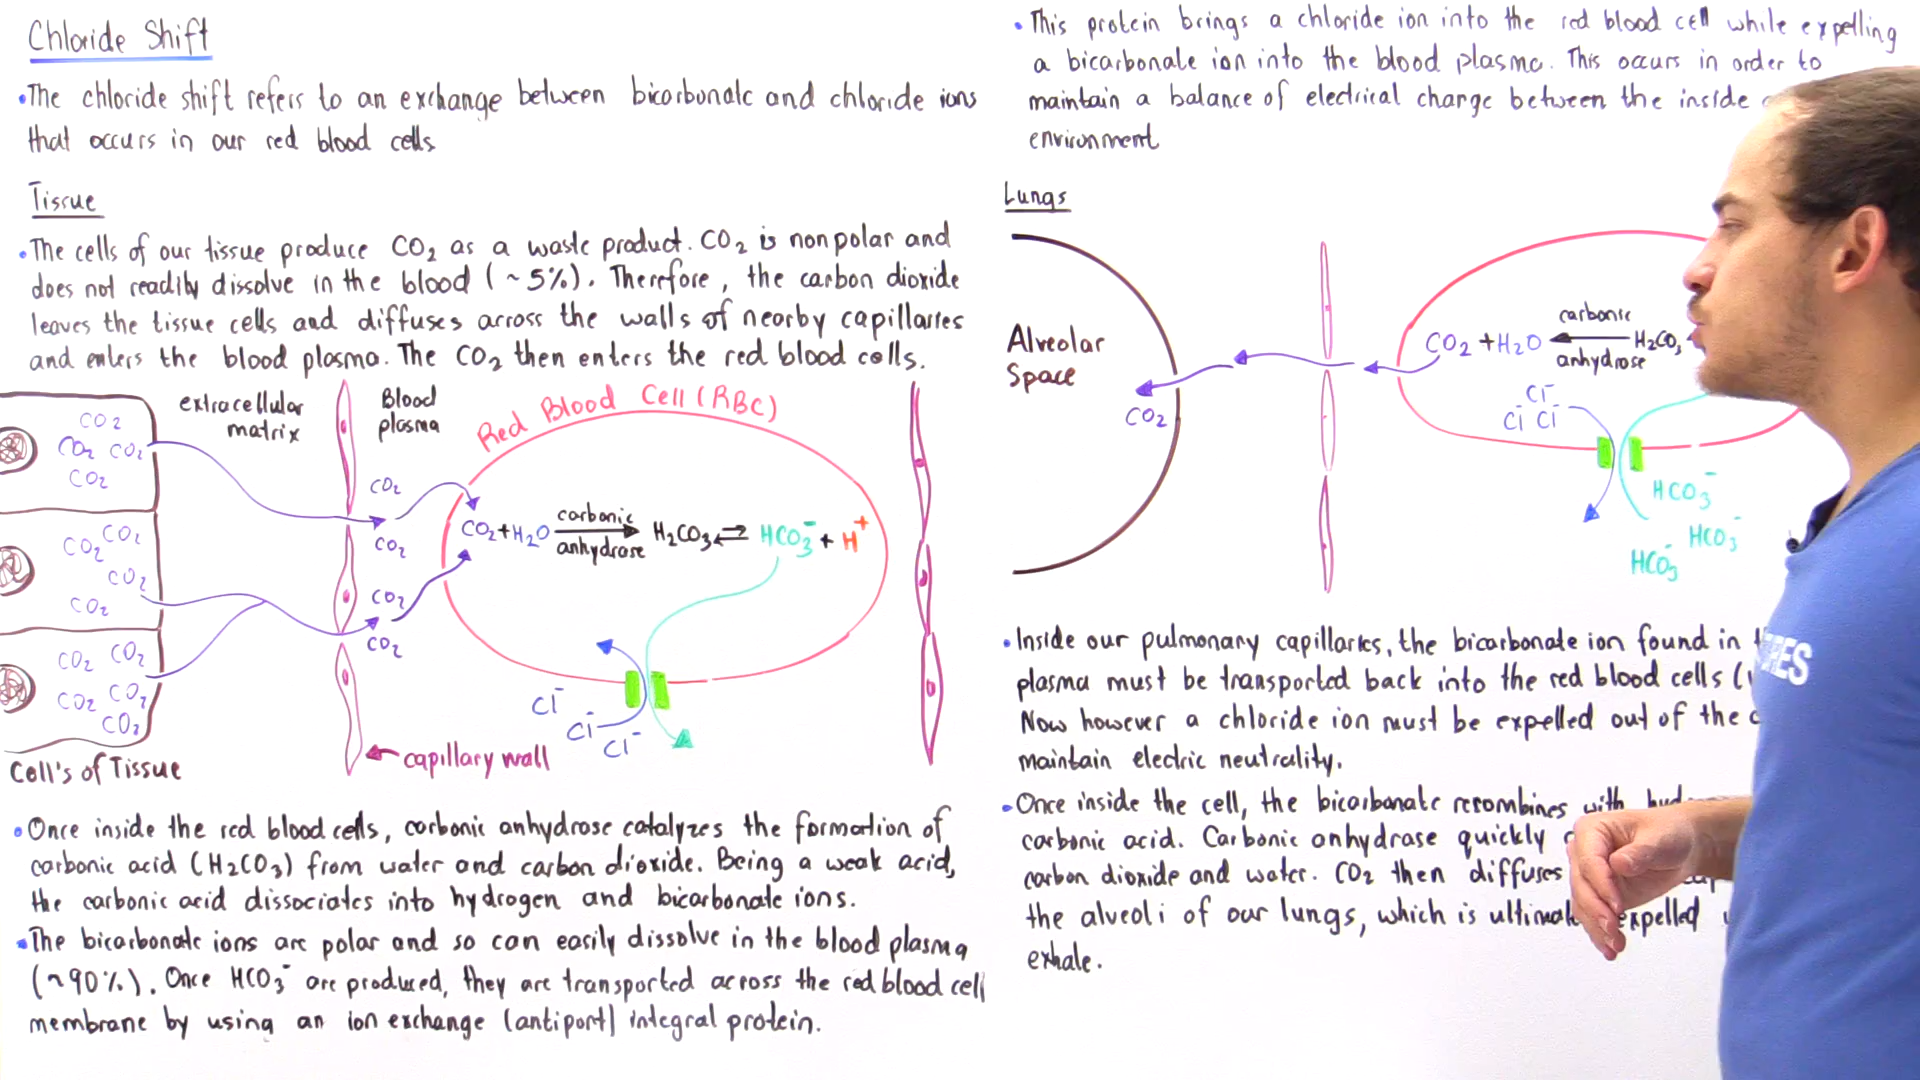 Chloride Shift
•The chloride shift refers to an exchange between bicarbonate and chloride ions
that occurs in our red blood cells
Tissue
•The cells of our tissue produce CO2 as a waste product. CO2 is nonpolar and
does not readily dissolve in the blood (~5%). Therefore, the carbon dioxide
leaves the tissue cells and diffuses across the walls of nearby capillaries
and enters the blood plasma. The CO2 then enters the red blood cells.
extracellular
matrix
Blood
plasma
Red Blood Cell (RBC)
CO2
CO2 CO2
CO2
CO2
CO2
CO2
CO2
CO2 CO2
CO2 CO2
CO2
CO2
CO2
CO2
CO2
CO2+H2O carbonic anhydrose H2CO3 ⇌ HCO3⁻ + H⁺
Cl⁻
Cl⁻
Cl⁻
capillary wall
Cell's of Tissue
•Once inside the red blood cells, carbonic anhydrose catalyzes the formation of
carbonic acid (H2CO3) from water and carbon dioxide. Being a weak acid,
the carbonic acid dissociates into hydrogen and bicarbonate ions.
•The bicarbonate ions are polar and so can easily dissolve in the blood plasma
(~90%). Once HCO3⁻ are produced, they are transported across the red blood cell
membrane by using an ion exchange (antiport) integral protein.
•This protein brings a chloride ion into the red blood cell while expelling
a bicarbonate ion into the blood plasma. This occurs in order to
maintain a balance of electrical charge between the inside
environment
Lungs
Alveolar
Space
CO2
CO2+H2O carbonic anhydrose H2CO3
Cl⁻
Cl⁻ Cl⁻
HCO3⁻
HCO3⁻
HCO3⁻
•Inside our pulmonary capillaries, the bicarbonate ion found in
plasma must be transported back into the red blood cells
Now however a chloride ion must be expelled out of the
maintain electric neutrality.
•Once inside the cell, the bicarbonate recombines with
carbonic acid. Carbonic anhydrase quickly
carbon dioxide and water. CO2 then diffuses
the alveoli of our lungs, which is expelled
exhale.